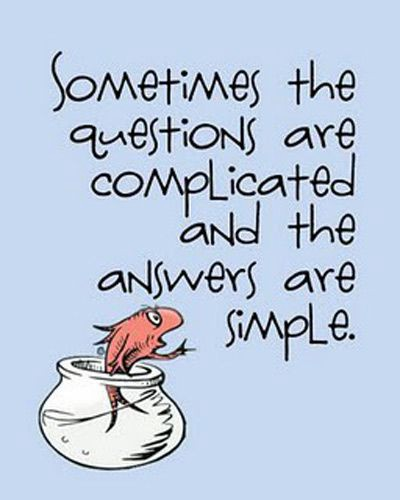 Sometimes the
questions are
complicated
and the
answers are
simple.